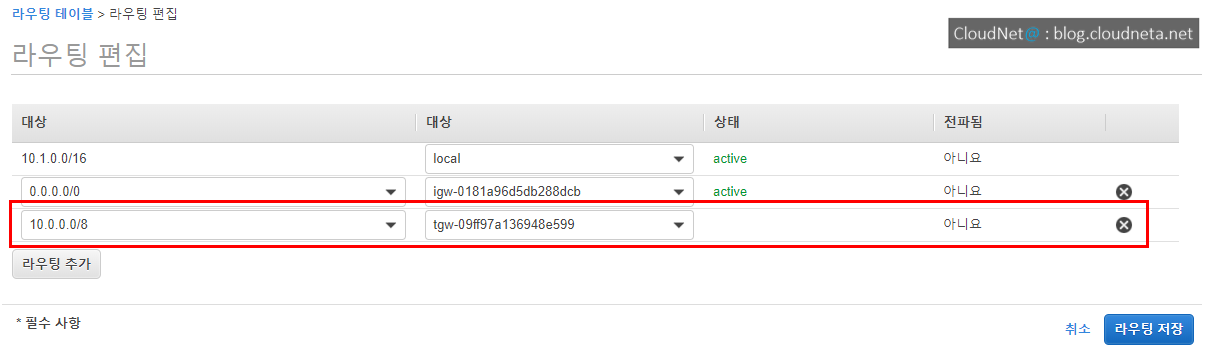 라우팅 테이블 > 라우팅 편집
CloudNet@ : blog.cloudneta.net
라우팅 편집
대상 대상 상태 전파됨
10.1.0.0/16 local active 아니요
0.0.0.0/0 igw-0181a96d5db288dcb active 아니요
10.0.0.0/8 tgw-09ff97a136948e599 아니요
라우팅 추가
* 필수 사항 취소 라우팅 저장